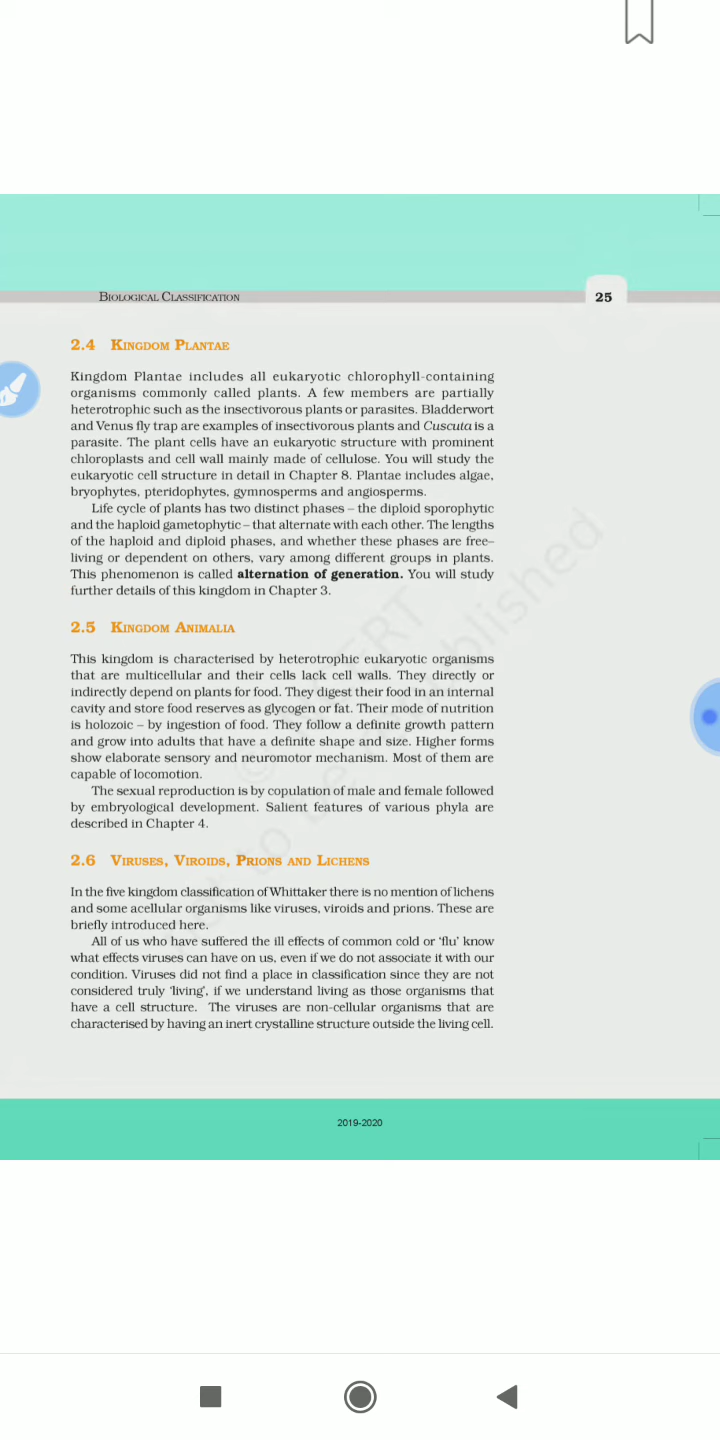 BIOLOGICAL CLASSIFICATION
25
2.4 KINGDOM PLANTAE
Kingdom Plantae includes all eukaryotic chlorophyll-containing
organisms commonly called plants. A few members are partially
heterotrophic such as the insectivorous plants or parasites. Bladderwort
and Venus fly trap are examples of insectivorous plants and Cuscuta is a
parasite. The plant cells have an eukaryotic structure with prominent
chloroplasts and cell wall mainly made of cellulose. You will study the
eukaryotic cell structure in detail in Chapter 8. Plantae includes algae,
bryophytes, pteridophytes, gymnosperms and angiosperms.
Life cycle of plants has two distinct phases – the diploid sporophytic
and the haploid gametophytic – that alternate with each other. The lengths
of the haploid and diploid phases, and whether these phases are free–
living or dependent on others, vary among different groups in plants.
This phenomenon is called alternation of generation. You will study
further details of this kingdom in Chapter 3.
2.5 KINGDOM ANIMALIA
This kingdom is characterised by heterotrophic eukaryotic organisms
that are multicellular and their cells lack cell walls. They directly or
indirectly depend on plants for food. They digest their food in an internal
cavity and store food reserves as glycogen or fat. Their mode of nutrition
is holozoic – by ingestion of food. They follow a definite growth pattern
and grow into adults that have a definite shape and size. Higher forms
show elaborate sensory and neuromotor mechanism. Most of them are
capable of locomotion.
The sexual reproduction is by copulation of male and female followed
by embryological development. Salient features of various phyla are
described in Chapter 4.
2.6 VIRUSES, VIROIDS, PRIONS AND LICHENS
In the five kingdom classification of Whittaker there is no mention of lichens
and some acellular organisms like viruses, viroids and prions. These are
briefly introduced here.
All of us who have suffered the ill effects of common cold or ‘flu’ know
what effects viruses can have on us, even if we do not associate it with our
condition. Viruses did not find a place in classification since they are not
considered truly ‘living’, if we understand living as those organisms that
have a cell structure. The viruses are non-cellular organisms that are
characterised by having an inert crystalline structure outside the living cell.
2019-2020